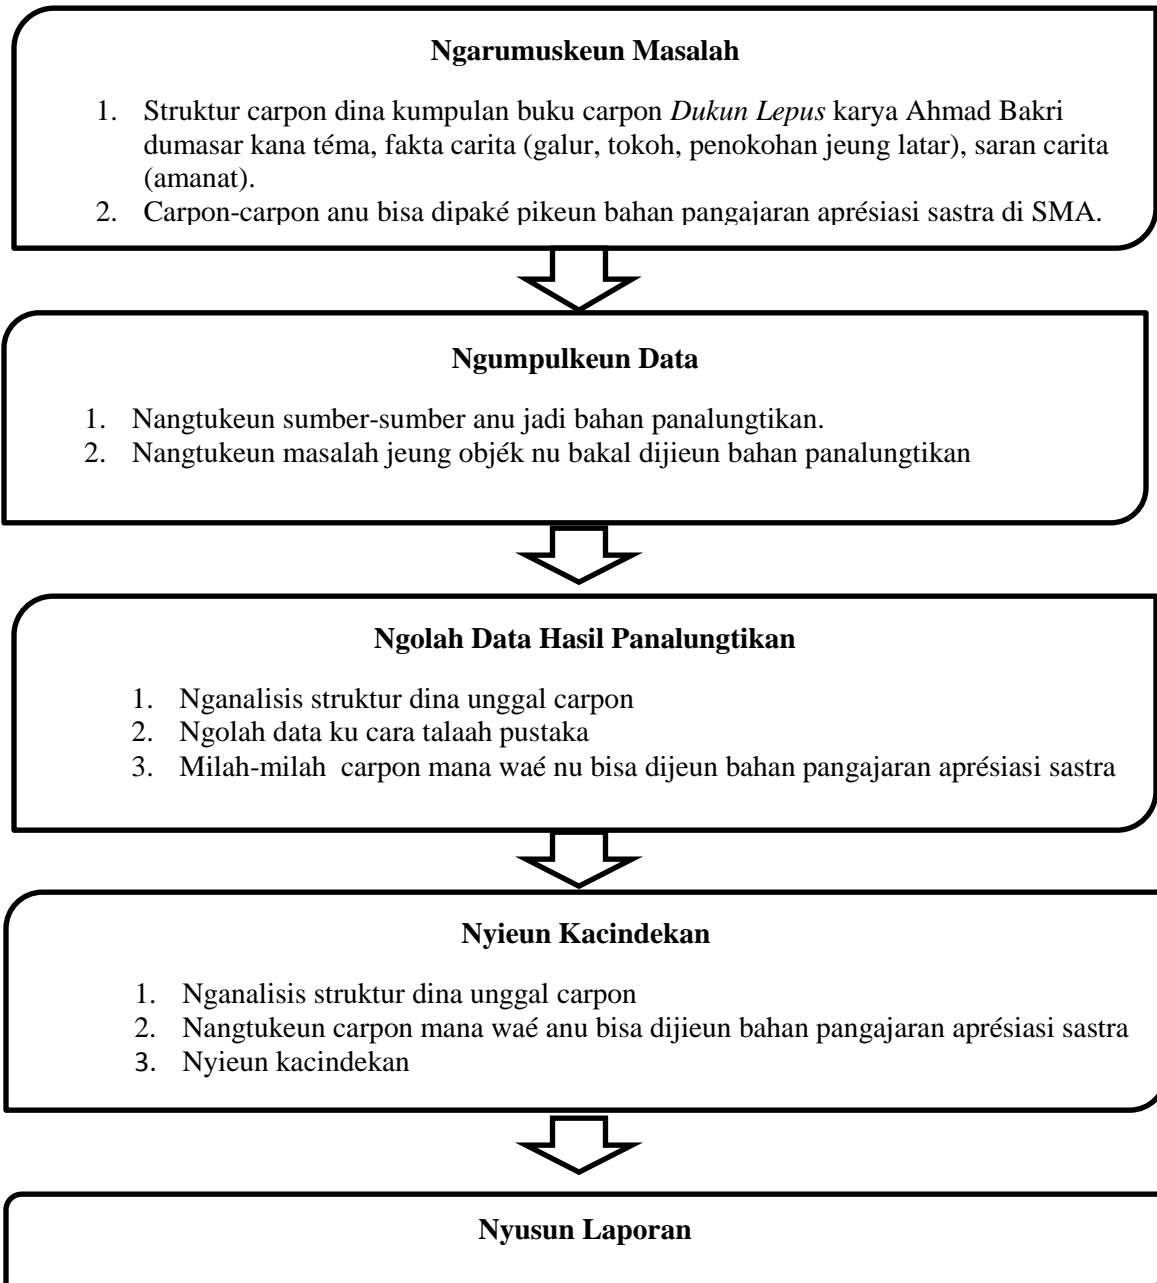 Ngarumuskeun Masalah
1. Struktur carpon dina kumpulan buku carpon Dukun Lepus karya Ahmad Bakri
dumasar kana téma, fakta carita (galur, tokoh, penokohan jeung latar), saran carita
(amanat).
2. Carpon-carpon anu bisa dipaké pikeun bahan pangajaran aprésiasi sastra di SMA.
Ngumpulkeun Data
1. Nangtukeun sumber-sumber anu jadi bahan panalungtikan.
2. Nangtukeun masalah jeung objék nu bakal dijieun bahan panalungtikan
Ngolah Data Hasil Panalungtikan
1. Nganalisis struktur dina unggal carpon
2. Ngolah data ku cara talaah pustaka
3. Milah-milah carpon mana waé nu bisa dijeun bahan pangajaran aprésiasi sastra
Nyieun Kacindekan
1. Nganalisis struktur dina unggal carpon
2. Nangtukeun carpon mana waé anu bisa dijieun bahan pangajaran aprésiasi sastra
3. Nyieun kacindekan
Nyusun Laporan